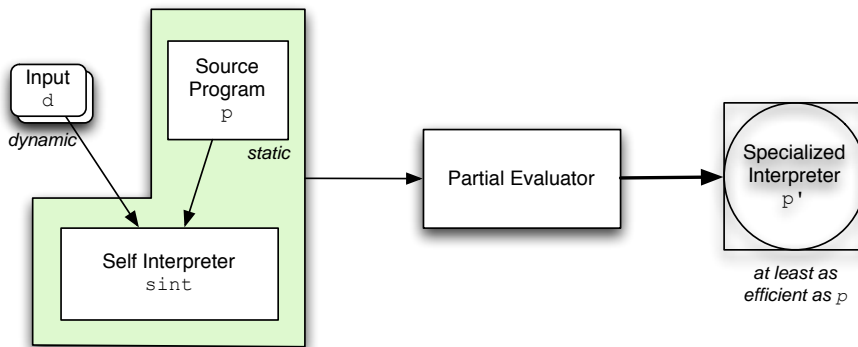 Input
d
dynamic
Source
Program
p
static
Self Interpreter
sint
Partial Evaluator
Specialized
Interpreter
p'
at least as
efficient as p